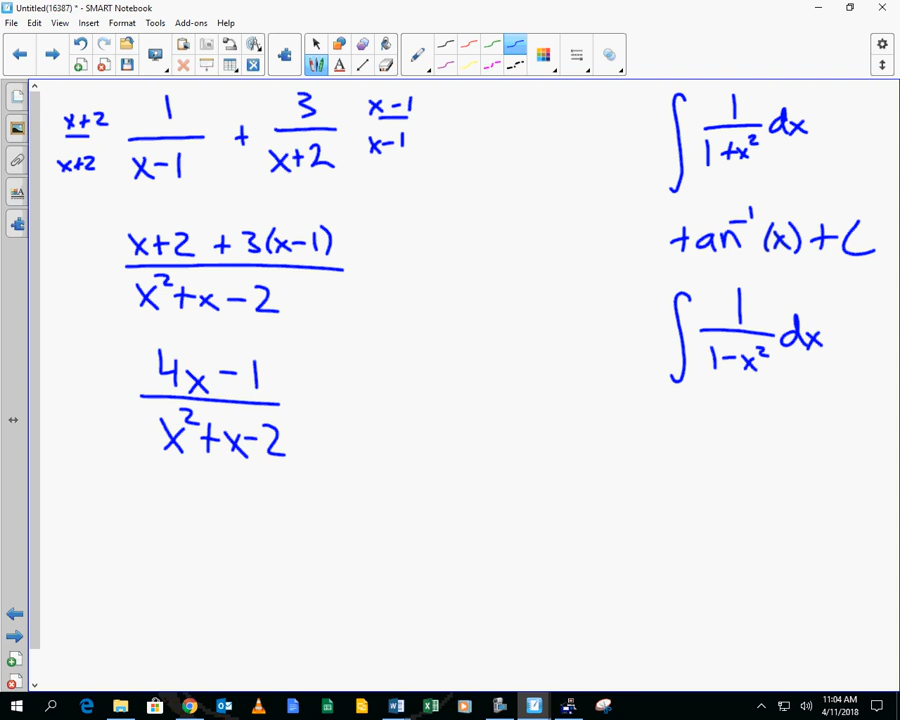 Untitled(16387) * - SMART Notebook
File Edit View Insert Format Tools Add-ons Help
x+2/x+2 1/x-1 + 3/x+2 x-1/x-1
x+2 +3(x-1)/x²+x-2
4x-1/x²+x-2
∫ 1/1+x² dx
tan⁻¹(x)+C
∫ 1/1-x² dx
11:04 AM
4/11/2018